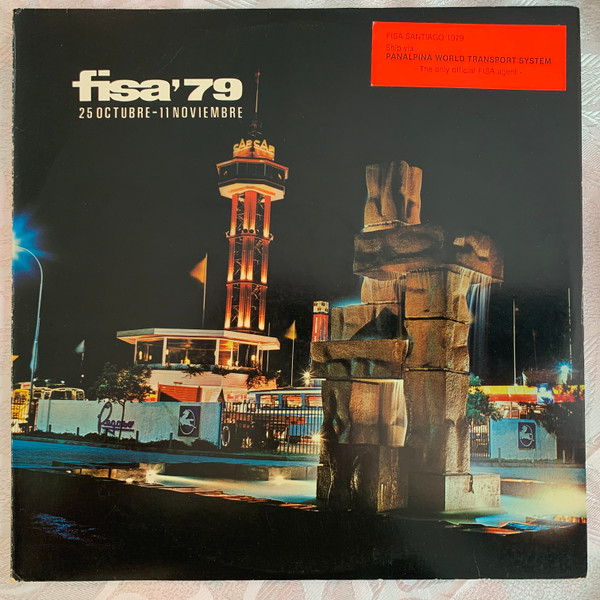 fisa'79
25 OCTUBRE-11 NOVIEMBRE
FISA SANTIAGO 1979
Ship via
PANALPINA WORLD TRANSPORT SYSTEM
-The only official FISA agent-
CAPSAP